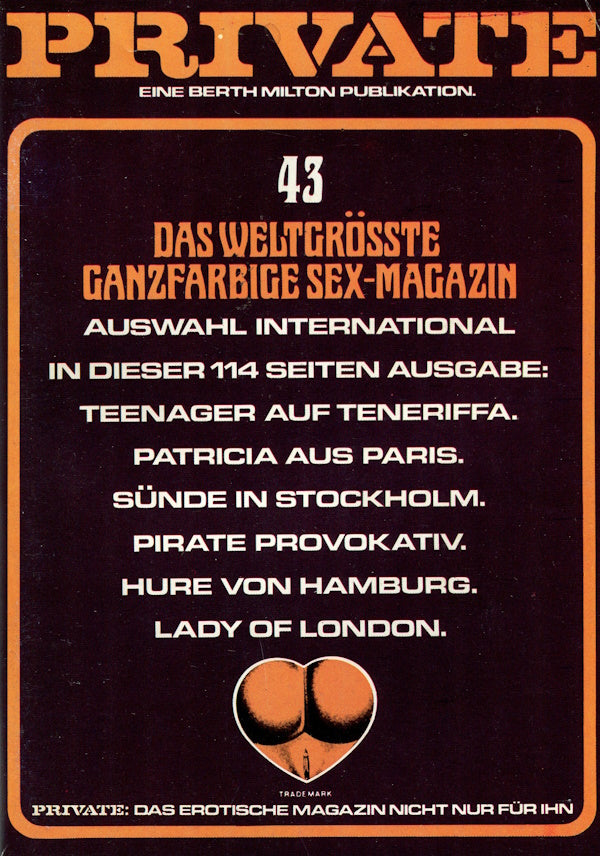 PRIVATE
EINE BERTH MILTON PUBLIKATION.
43
DAS WELTGRÖSSTE
GANZFARBIGE SEX-MAGAZIN
AUSWAHL INTERNATIONAL
IN DIESER 114 SEITEN AUSGABE:
TEENAGER AUF TENERIFFA.
PATRICIA AUS PARIS.
SÜNDE IN STOCKHOLM.
PIRATE PROVOKATIV.
HURE VON HAMBURG.
LADY OF LONDON.
TRADEMARK
PRIVATE: DAS EROTISCHE MAGAZIN NICHT NUR FÜR IHN